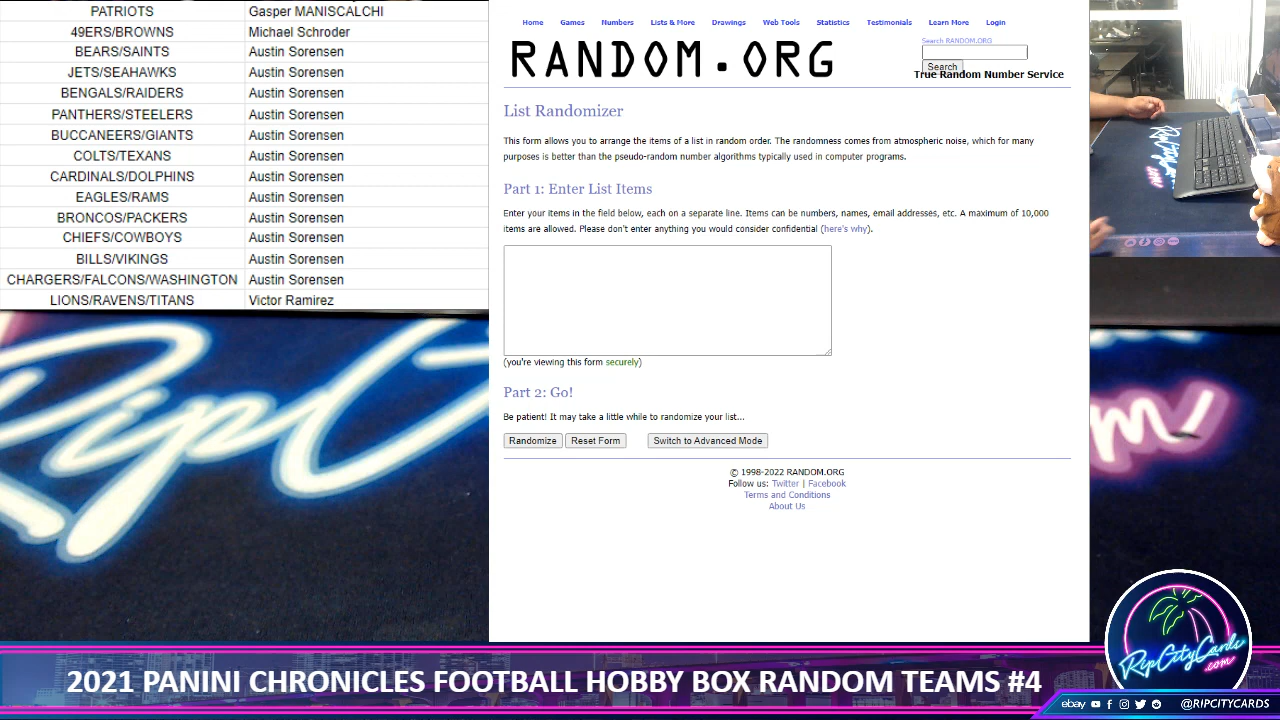 PATRIOTS Gasper MANISCALCHI
49ERS/BROWNS Michael Schroder
BEARS/SAINTS Austin Sorensen
JETS/SEAHAWKS Austin Sorensen
BENGALS/RAIDERS Austin Sorensen
PANTHERS/STEELERS Austin Sorensen
BUCCANEERS/GIANTS Austin Sorensen
COLTS/TEXANS Austin Sorensen
CARDINALS/DOLPHINS Austin Sorensen
EAGLES/RAMS Austin Sorensen
BRONCOS/PACKERS Austin Sorensen
CHIEFS/COWBOYS Austin Sorensen
BILLS/VIKINGS Austin Sorensen
CHARGERS/FALCONS/WASHINGTON Austin Sorensen
LIONS/RAVENS/TITANS Victor Ramirez
Home Games Numbers Lists & More Drawings Web Tools Statistics Testimonials Learn More Login
RANDOM.ORG
Search RANDOM.ORG
Search
True Random Number Service
List Randomizer
This form allows you to arrange the items of a list in random order. The randomness comes from atmospheric noise, which for many
purposes is better than the pseudo-random number algorithms typically used in computer programs.
Part 1: Enter List Items
Enter your items in the field below, each on a separate line. Items can be numbers, names, email addresses, etc. A maximum of 10,000
items are allowed. Please don't enter anything you would consider confidential (here's why).
(you're viewing this form securely)
Part 2: Go!
Be patient! It may take a little while to randomize your list...
Randomize Reset Form Switch to Advanced Mode
© 1998-2022 RANDOM.ORG
Follow us: Twitter | Facebook
Terms and Conditions
About Us
RipCityCards
.com
2021 PANINI CHRONICLES FOOTBALL HOBBY BOX RANDOM TEAMS #4
ebay @RIPCITYCARDS